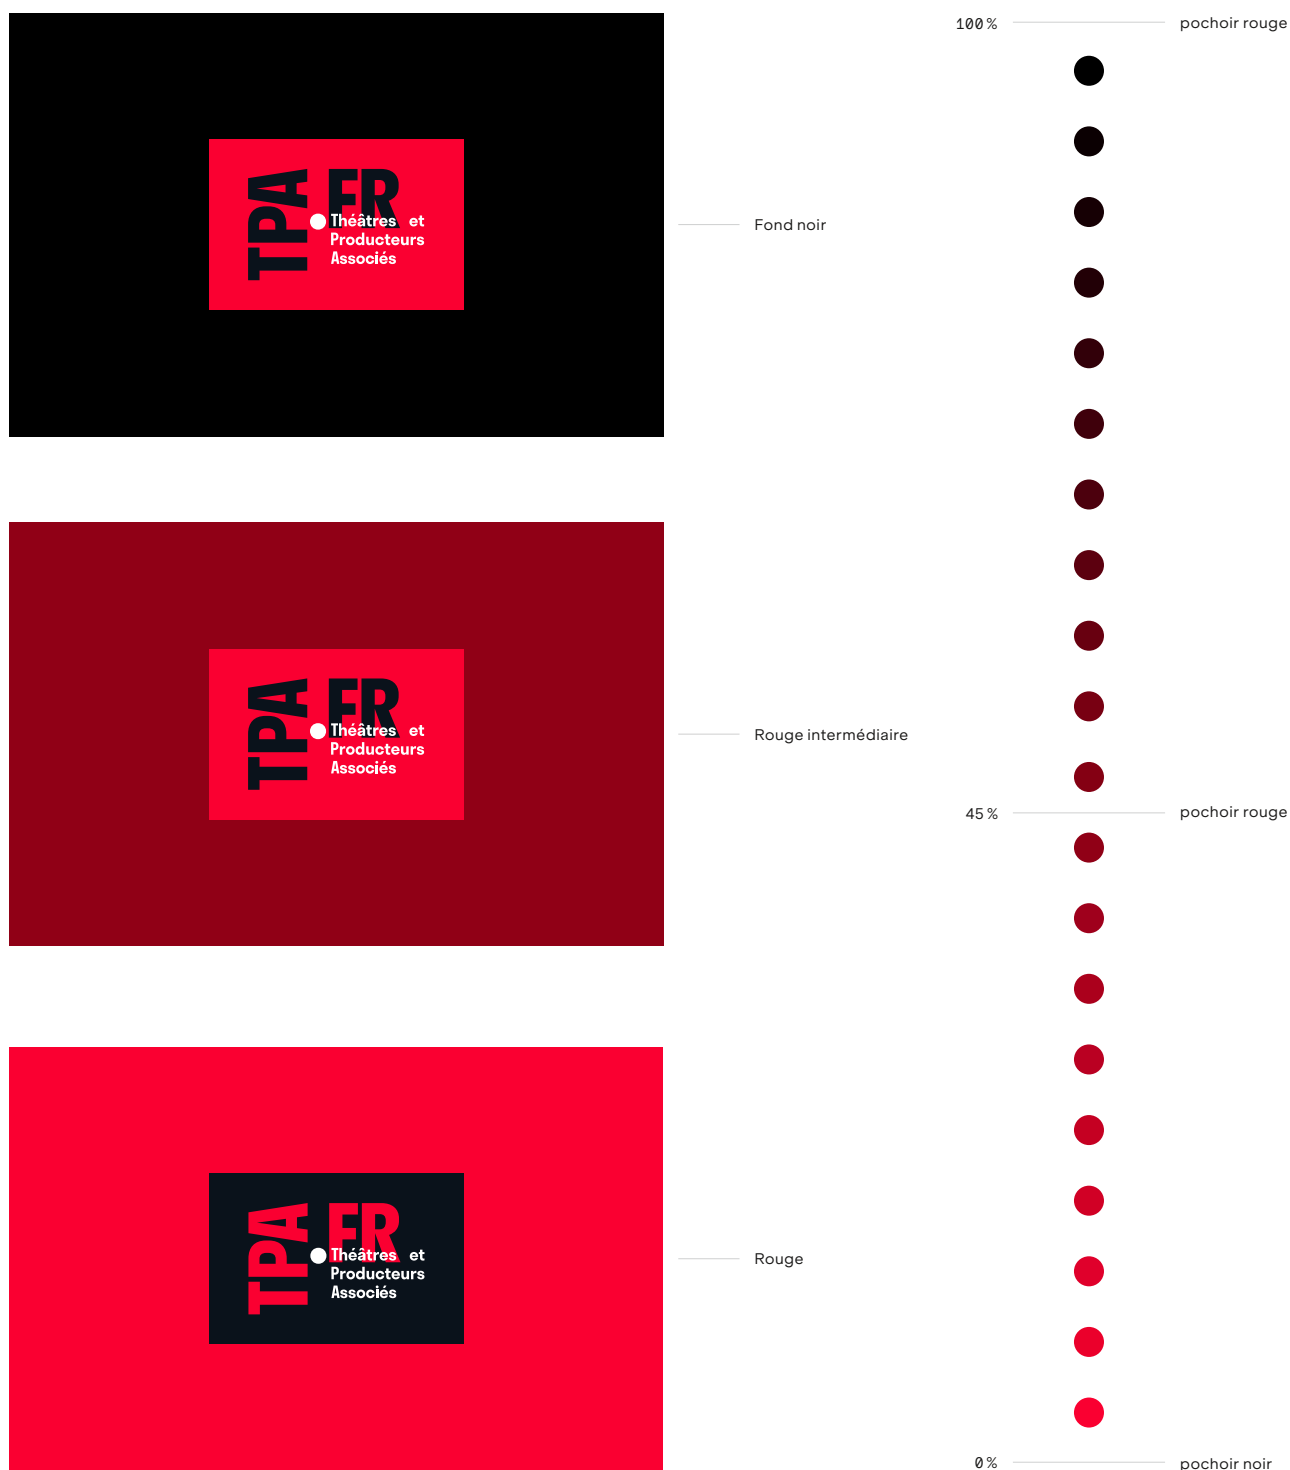 100 %
pochoir rouge
TPA
FR
Théâtres et
Producteurs
Associés
Fond noir
TPA
FR
Théâtres et
Producteurs
Associés
Rouge intermédiaire
45 %
pochoir rouge
TPA
FR
Théâtres et
Producteurs
Associés
Rouge
0 %
pochoir noir